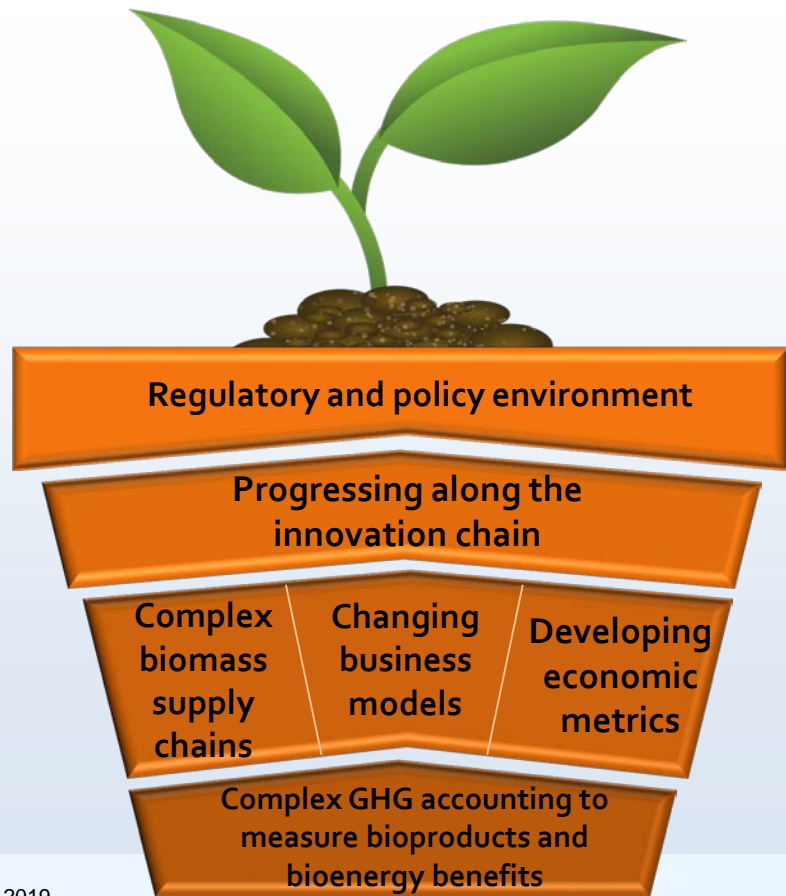 Regulatory and policy environment
Progressing along the
innovation chain
Complex
biomass
supply
chains
Changing
business
models
Developing
economic
metrics
Complex GHG accounting to
measure bioproducts and
bioenergy benefits
2019